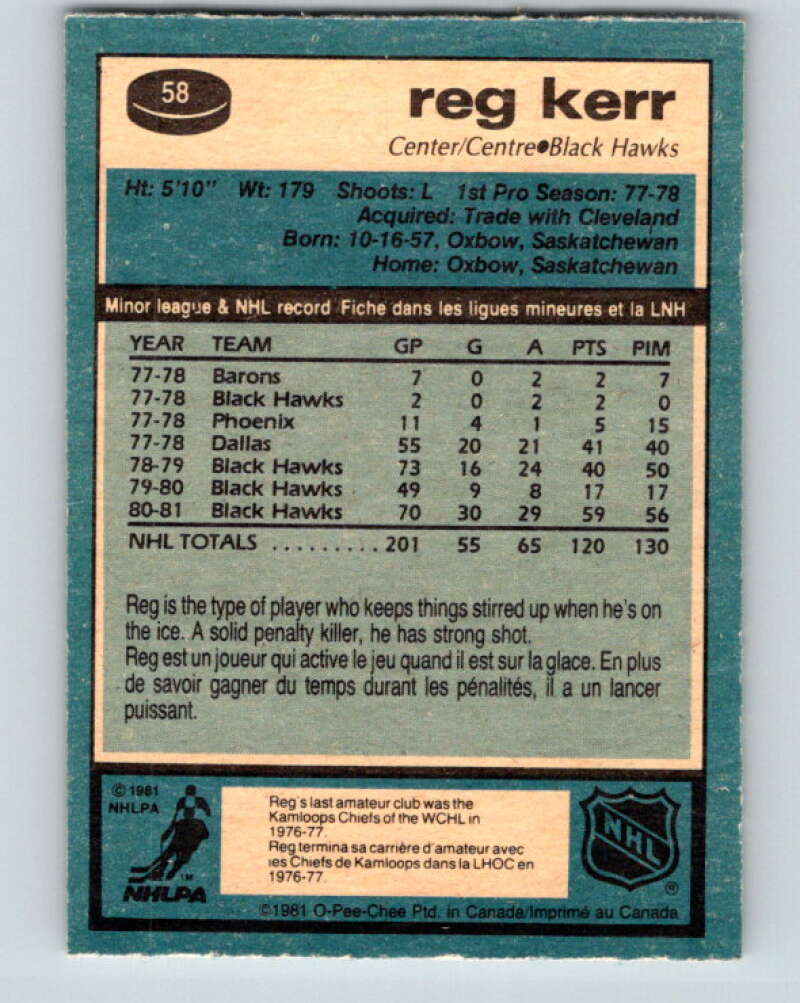 58
reg kerr
Center/Centre●Black Hawks
Ht: 5'10" Wt: 179 Shoots: L 1st Pro Season: 77-78
Acquired: Trade with Cleveland
Born: 10-16-57, Oxbow, Saskatchewan
Home: Oxbow, Saskatchewan
Minor league & NHL record/Fiche dans les ligues mineures et la LNH
YEAR TEAM GP G A PTS PIM
77-78 Barons 7 0 2 2 7
77-78 Black Hawks 2 0 2 2 0
77-78 Phoenix 11 4 1 5 15
77-78 Dallas 55 20 21 41 40
78-79 Black Hawks 73 16 24 40 50
79-80 Black Hawks 49 9 8 17 17
80-81 Black Hawks 70 30 29 59 56
NHL TOTALS ......... 201 55 65 120 130
Reg is the type of player who keeps things stirred up when he's on
the ice. A solid penalty killer, he has strong shot.
Reg est un joueur qui active le jeu quand il est sur la glace. En plus
de savoir gagner du temps durant les pénalités, il a un lancer
puissant.
© 1981
NHLPA
TM
NHLPA
Reg's last amateur club was the
Kamloops Chiefs of the WCHL in
1976-77.
Reg termina sa carrière d'amateur avec
les Chiefs de Kamloops dans la LHOC en
1976-77.
NHL
®
©1981 O-Pee-Chee Ptd. in Canada/Imprimé au Canada